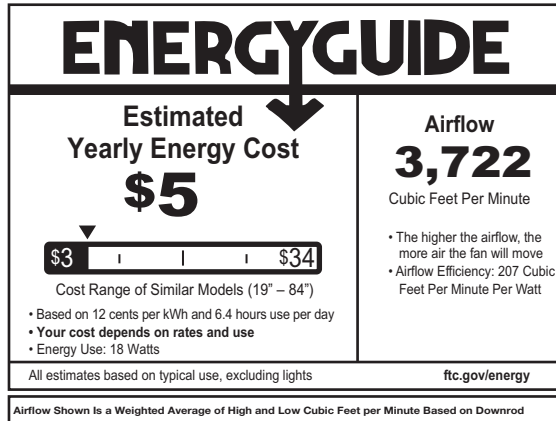 ENERGYGUIDE
Estimated
Yearly Energy Cost
$5
$3
$34
Cost Range of Similar Models (19” – 84”)
• Based on 12 cents per kWh and 6.4 hours use per day
• Your cost depends on rates and use
• Energy Use: 18 Watts
Airflow
3,722
Cubic Feet Per Minute
• The higher the airflow, the
more air the fan will move
• Airflow Efficiency: 207 Cubic
Feet Per Minute Per Watt
All estimates based on typical use, excluding lights
ftc.gov/energy
Airflow Shown Is a Weighted Average of High and Low Cubic Feet per Minute Based on Downrod